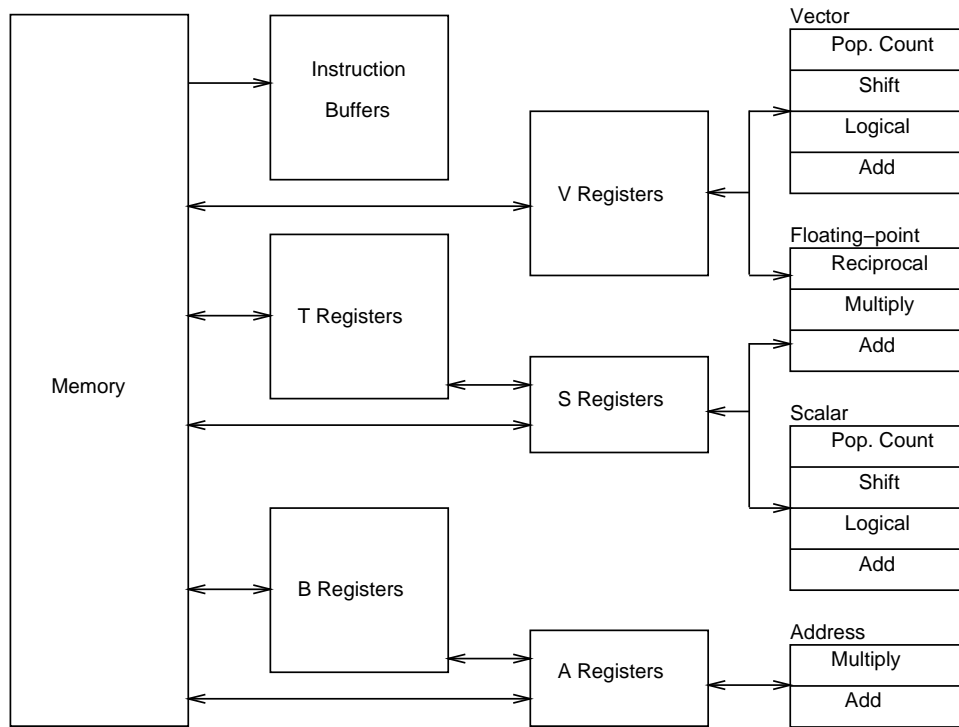 Memory
Instruction
Buffers
T Registers
B Registers
V Registers
S Registers
A Registers
Vector
Pop. Count
Shift
Logical
Add
Floating−point
Reciprocal
Multiply
Add
Scalar
Pop. Count
Shift
Logical
Add
Address
Multiply
Add